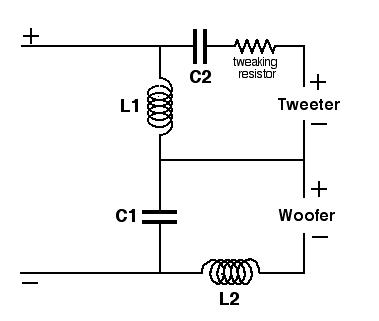 +
C2
tweaking
resistor
+
L1
Tweeter
−
+
C1
Woofer
−
−
L2